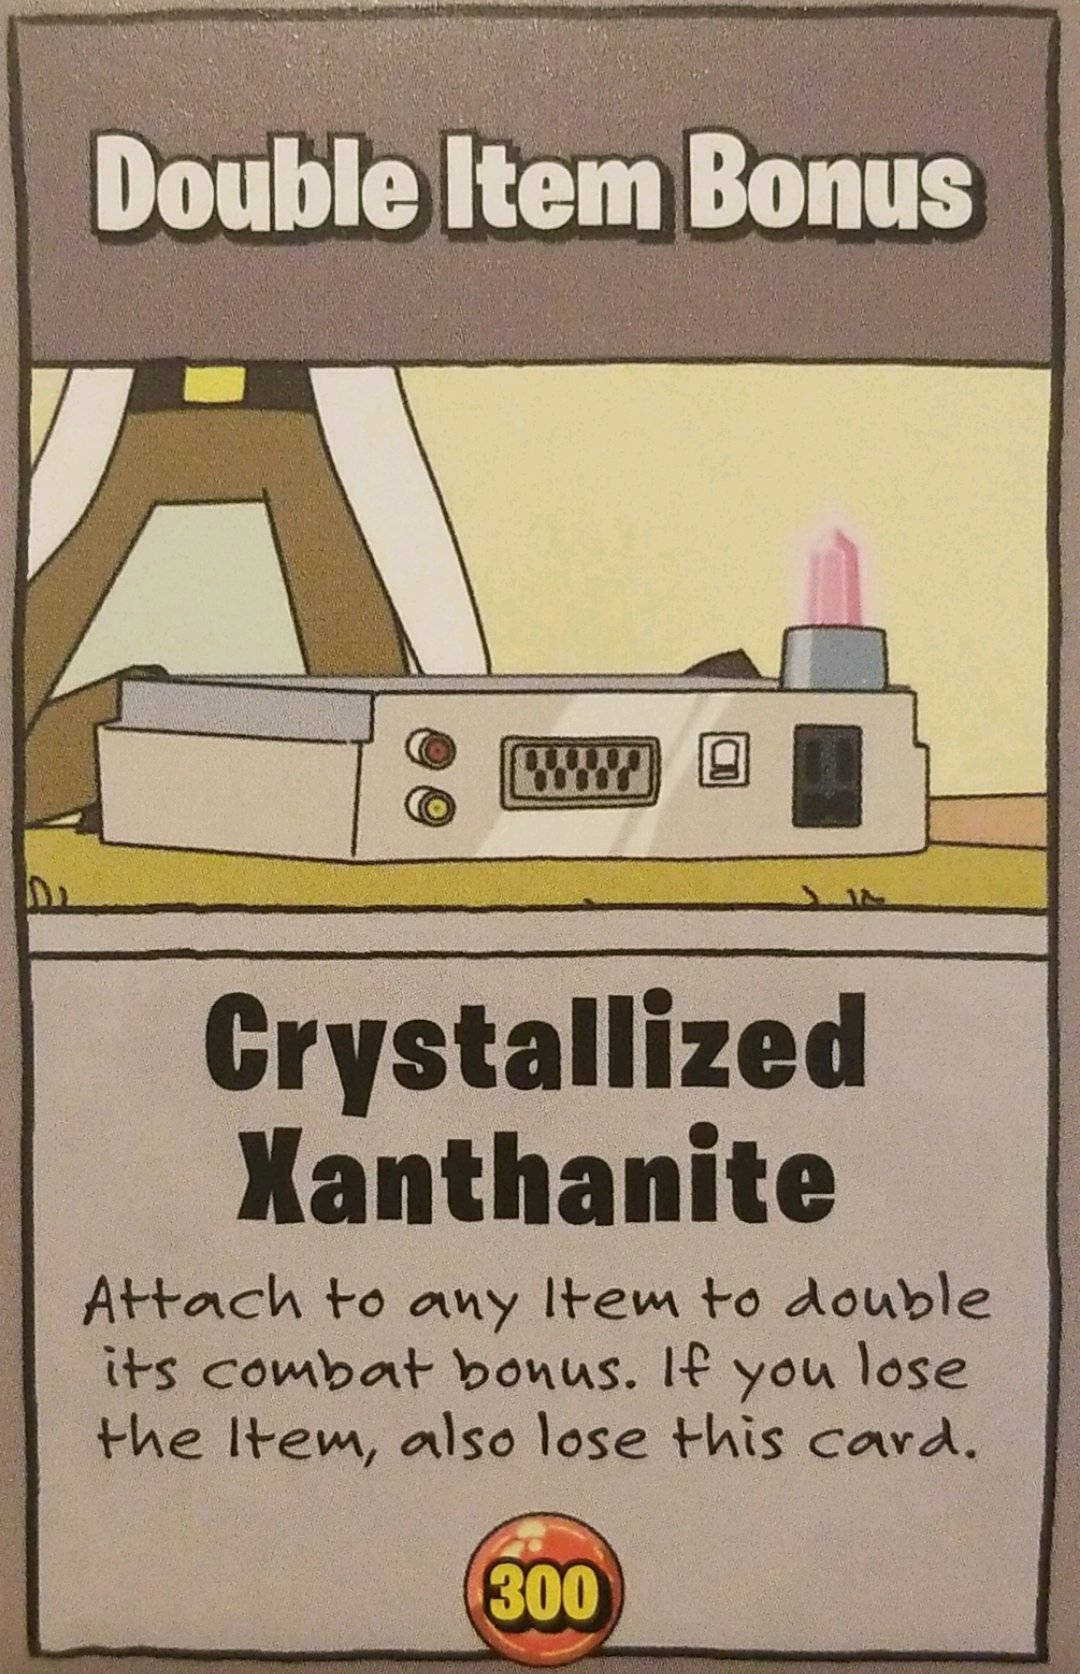 Double Item Bonus
Crystallized
Xanthanite
Attach to any Item to double
its combat bonus. If you lose
the Item, also lose this card.
300